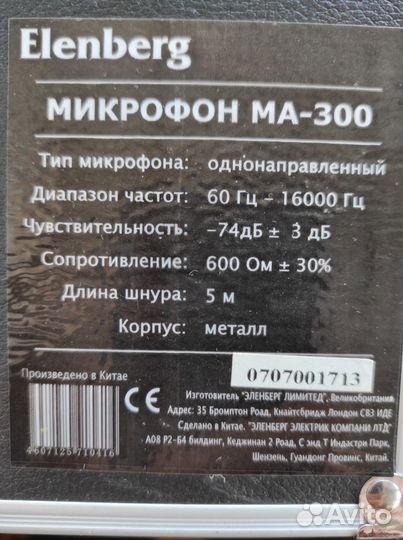 Elenberg
МИКРОФОН МА-300
Тип микрофона: однонаправленный
Диапазон частот: 60 Гц – 16000 Гц
Чувствительность: –74дБ ± 3 дБ
Сопротивление: 600 Ом ± 30%
Длина шнура: 5 м
Корпус: металл
Произведено в Китае
0707001713
CE
Изготовитель "ЭЛЕНБЕРГ ЛИМИТЕД", Великобритания
Адрес: 35 Бромптон Роад, Кнайтсбридж Лондон СВ3 ИДЕ
Сделано в Китае. "ЭЛЕНБЕРГ ЭЛЕКТРИК КОМПАНИ ЛТД"
А08 Р2-Б4 билдинг, Кеджинан 2 Роад, С энд Т Индастри Парк,
Шензень, Гуандонг Провинс, Китай.
4607125710416
Avito